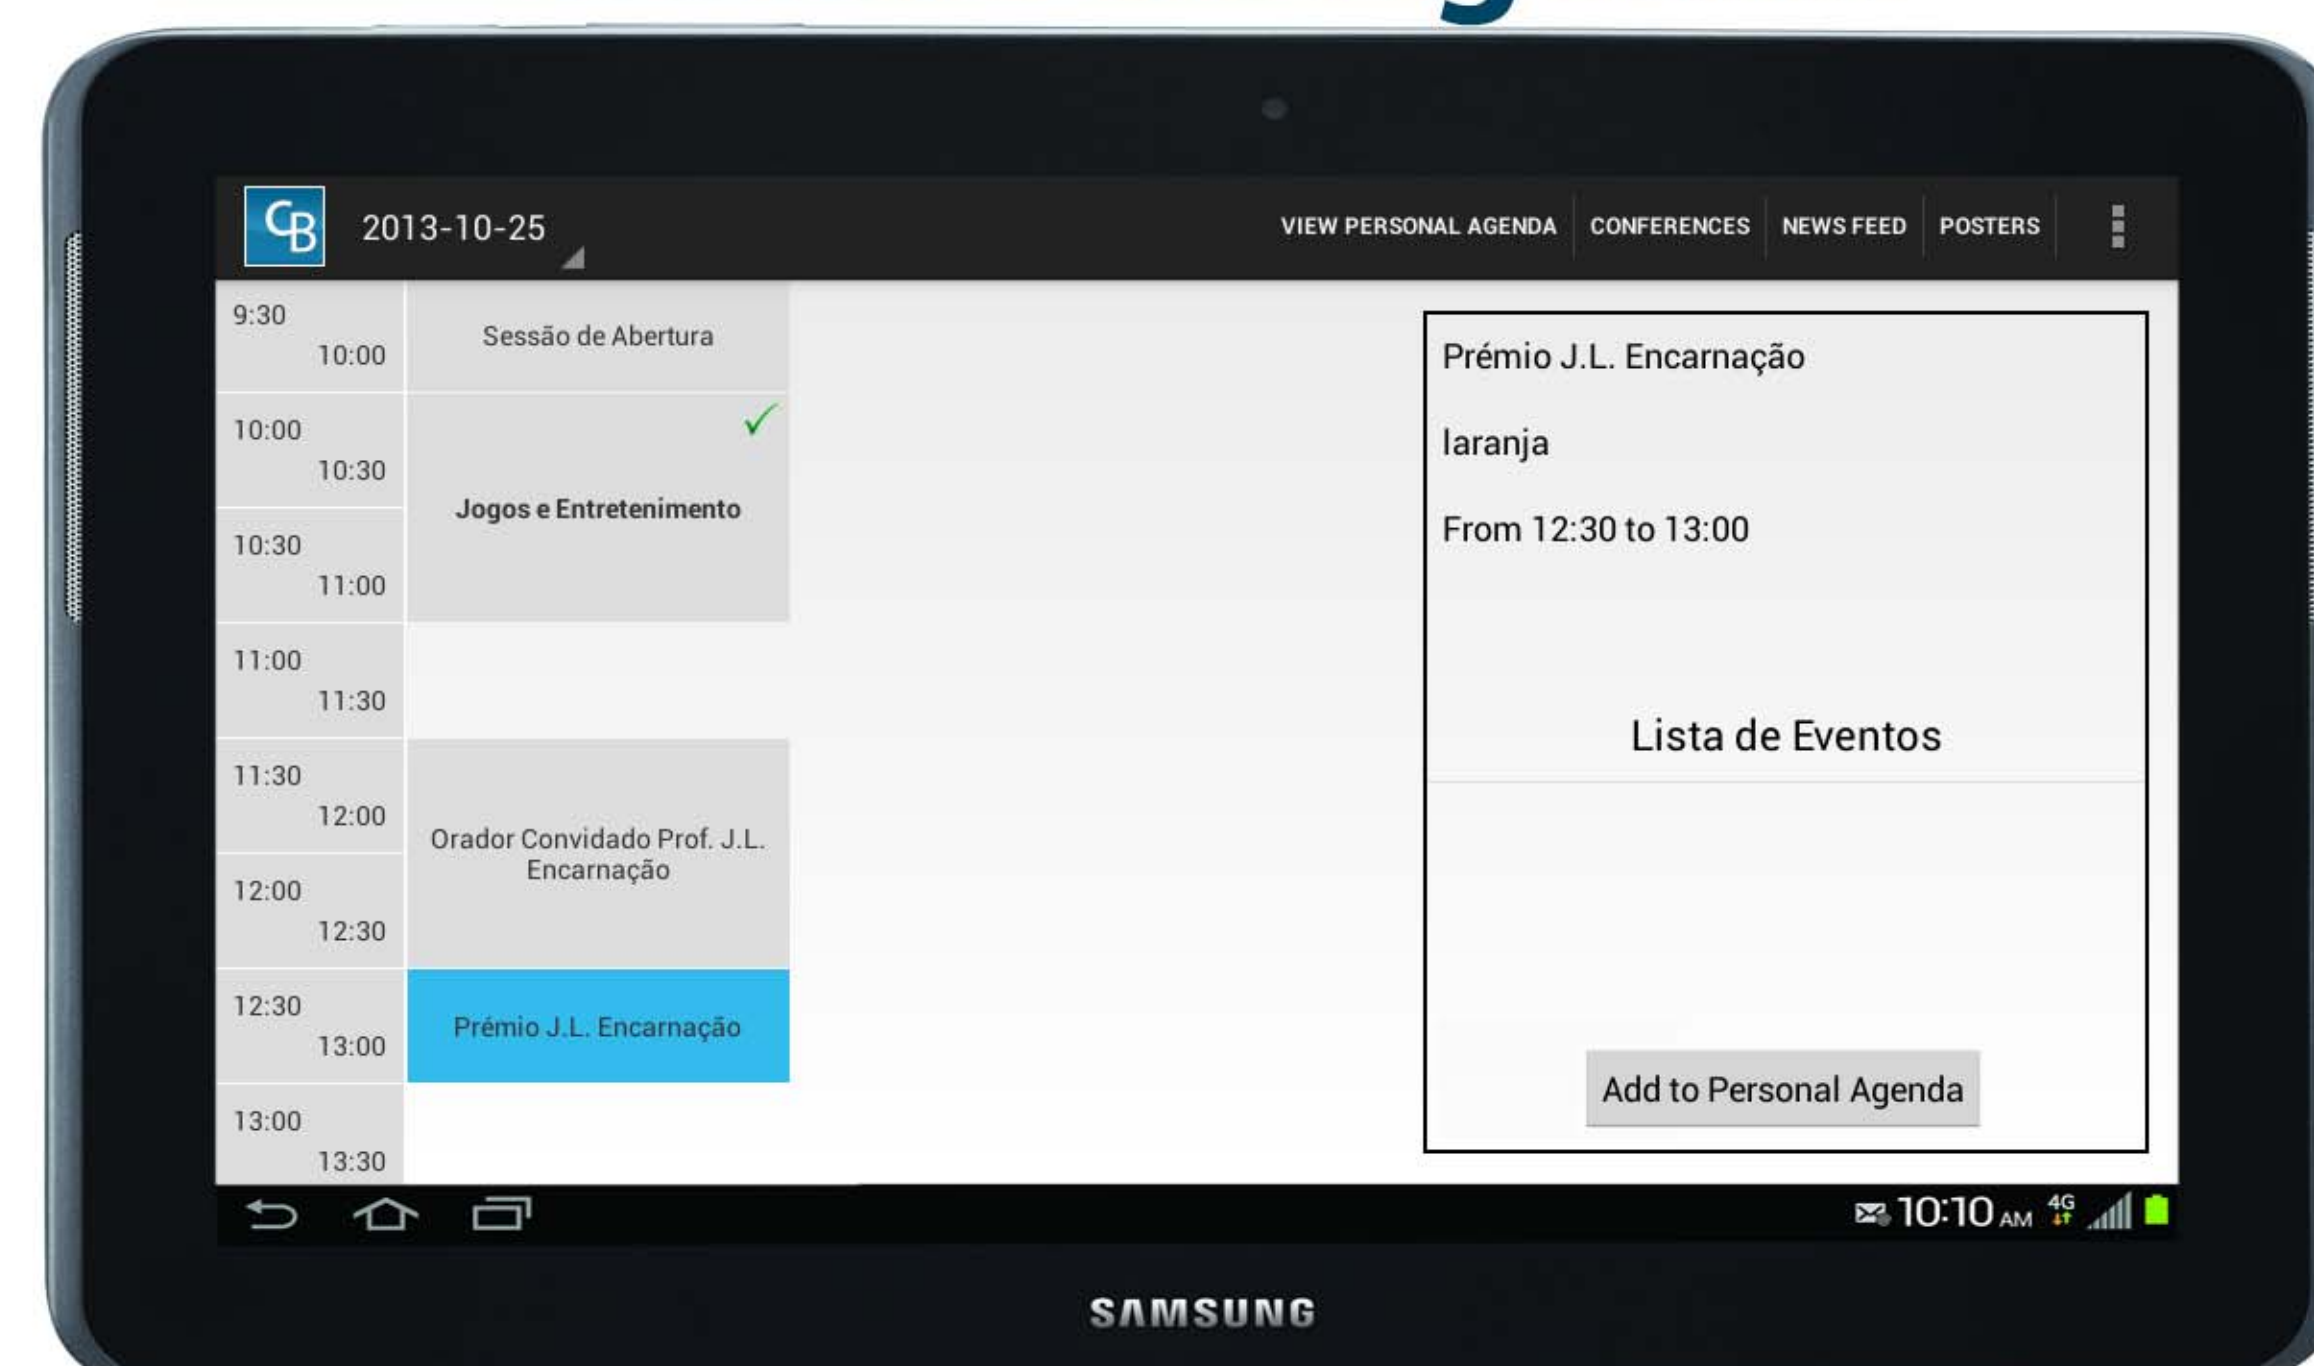 CB
2013-10-25
VIEW PERSONAL AGENDA
CONFERENCES
NEWS FEED
POSTERS
9:30
10:00
Sessão de Abertura
10:00
10:30
10:30
11:00
Jogos e Entretenimento
11:00
11:30
11:30
12:00
12:00
12:30
Orador Convidado Prof. J.L.
Encarnação
12:30
13:00
Prémio J.L. Encarnação
13:00
13:30
Prémio J.L. Encarnação
laranja
From 12:30 to 13:00
Lista de Eventos
Add to Personal Agenda
10:10 AM
4G
SAMSUNG